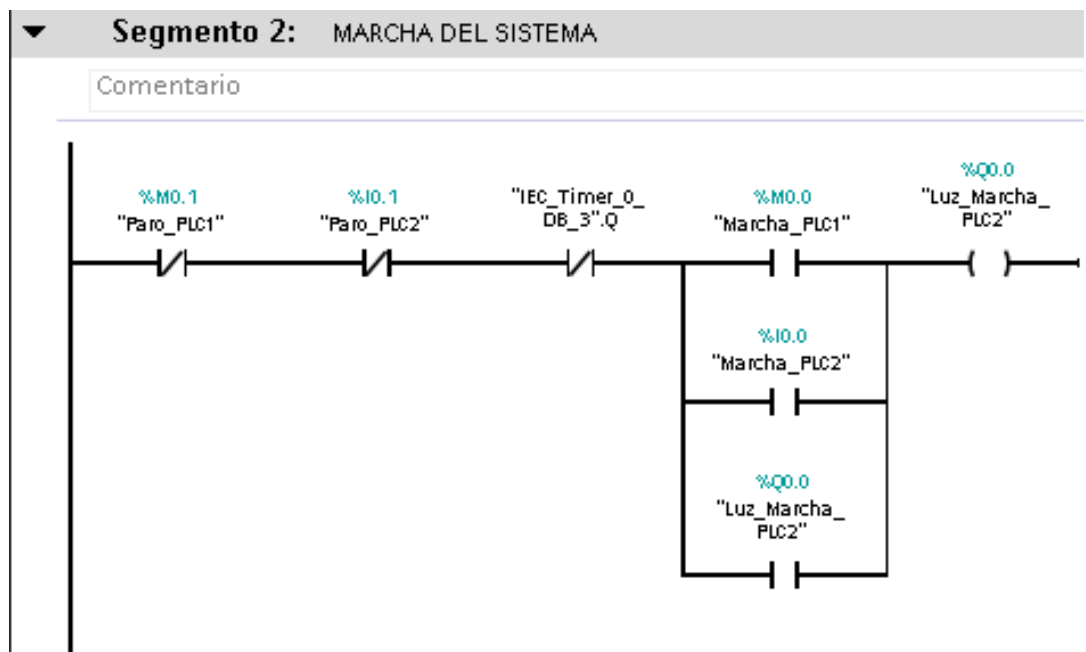 Segmento 2: MARCHA DEL SISTEMA
Comentario
%M0.1
"Paro_PLC1"
%I0.1
"Paro_PLC2"
"IEC_Timer_0_
DB_3".Q
%M0.0
"Marcha_PLC1"
%Q0.0
"Luz_Marcha_
PLC2"
%I0.0
"Marcha_PLC2"
%Q0.0
"Luz_Marcha_
PLC2"